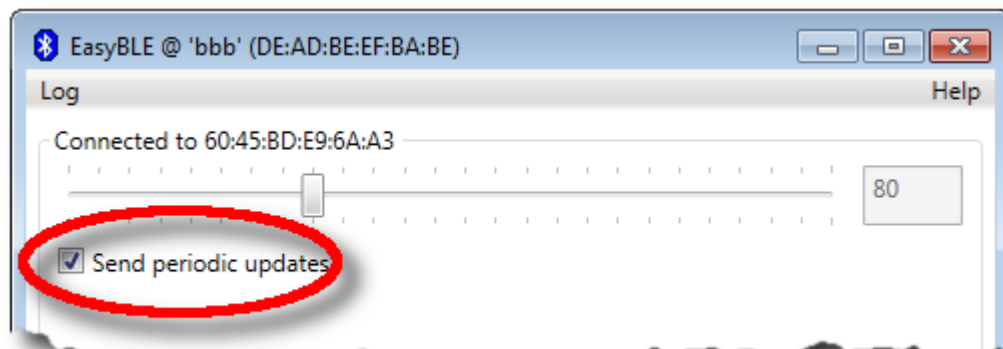 EasyBLE @ 'bbb' (DE:AD:BE:EF:BA:BE)
Log Help
Connected to 60:45:BD:E9:6A:A3
80
Send periodic updates